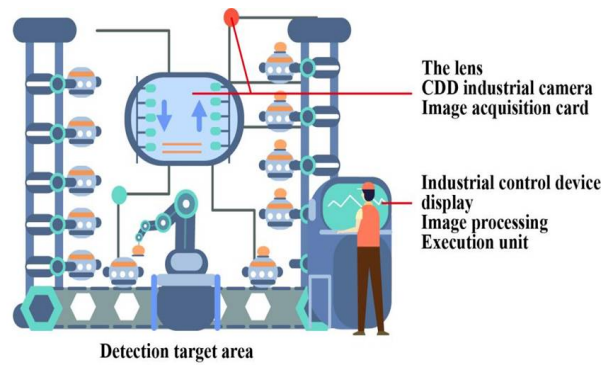 The lens
CDD industrial camera
Image acquisition card
Industrial control device
display
Image processing
Execution unit
Detection target area